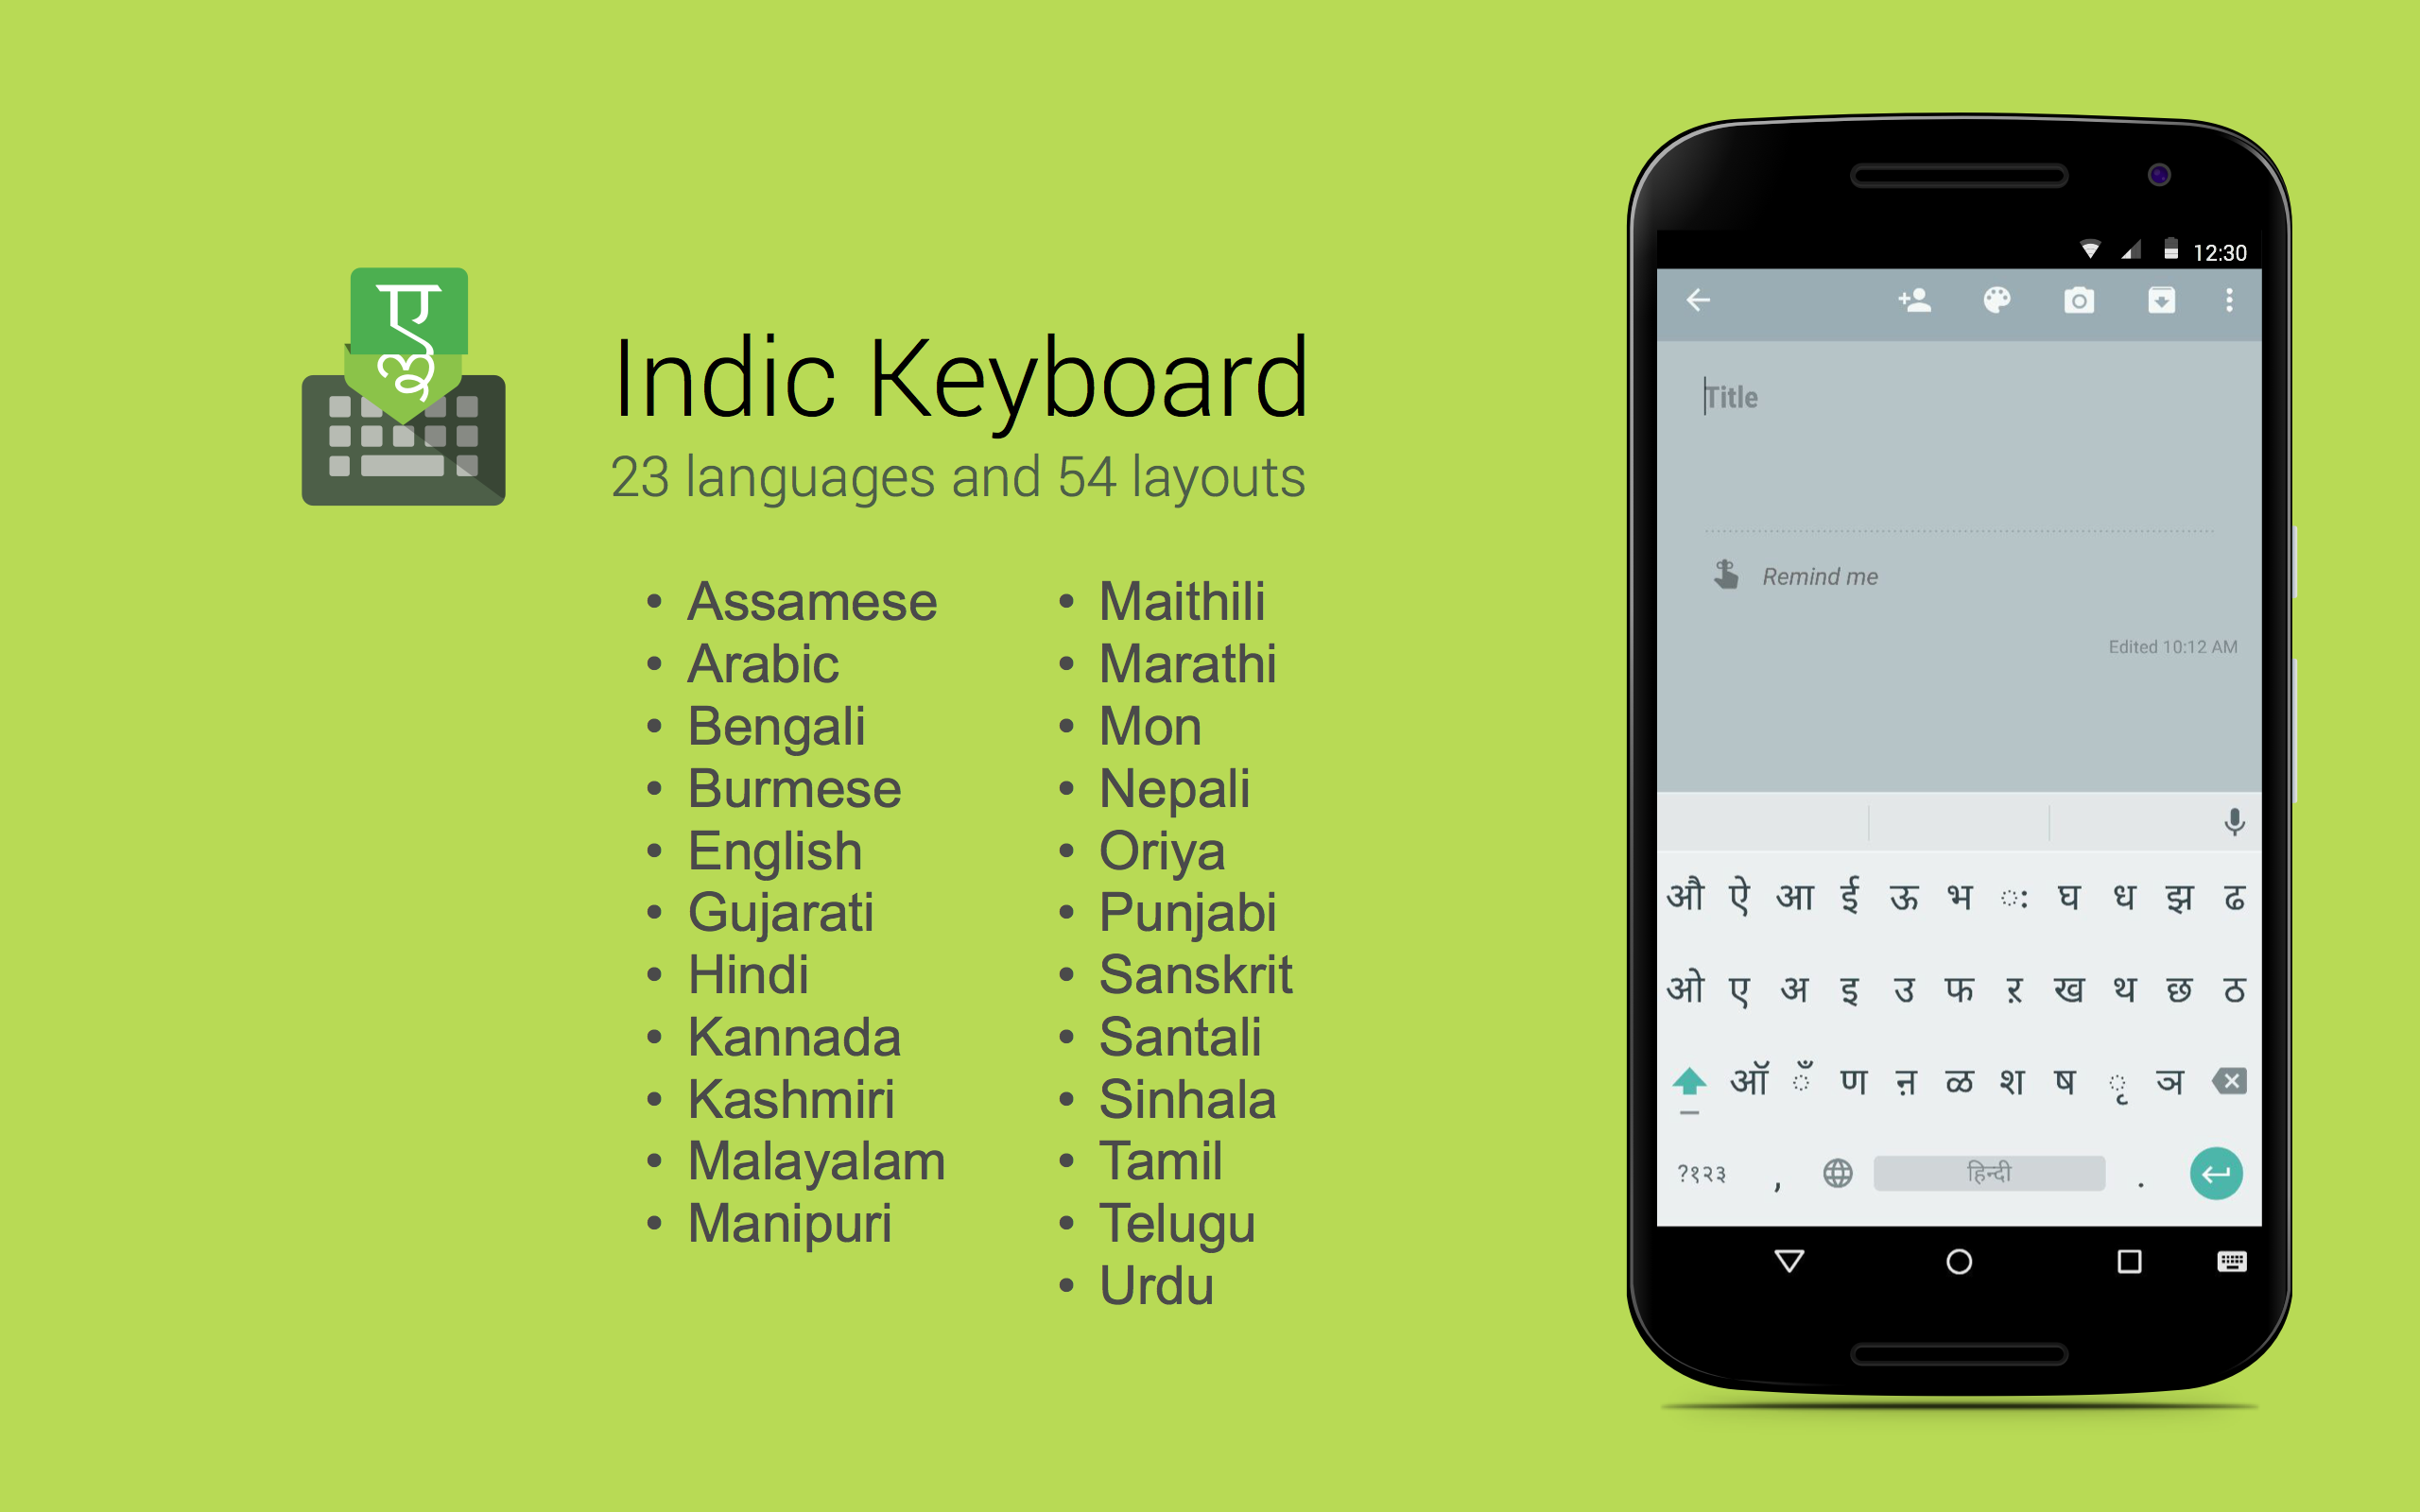 Indic Keyboard
23 languages and 54 layouts
• Assamese
• Arabic
• Bengali
• Burmese
• English
• Gujarati
• Hindi
• Kannada
• Kashmiri
• Malayalam
• Manipuri
• Maithili
• Marathi
• Mon
• Nepali
• Oriya
• Punjabi
• Sanskrit
• Santali
• Sinhala
• Tamil
• Telugu
• Urdu
12:30
Title
Remind me
Edited 10:12 AM
औ ऐ आ ई ऊ भ ः घ ध झ ढ
ओ ए अ इ उ फ ऱ ख थ छ ठ
ऑ ँ ण ऩ ळ श ष ृ ञ
?१२३ , हिन्दी .